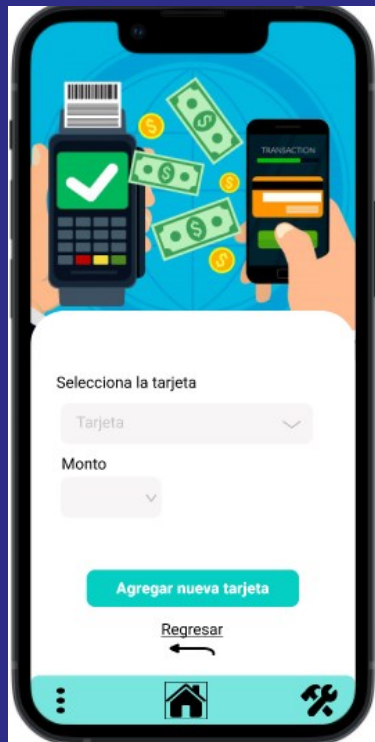 TRANSACTION
Selecciona la tarjeta
Tarjeta
Monto
Agregar nueva tarjeta
Regresar